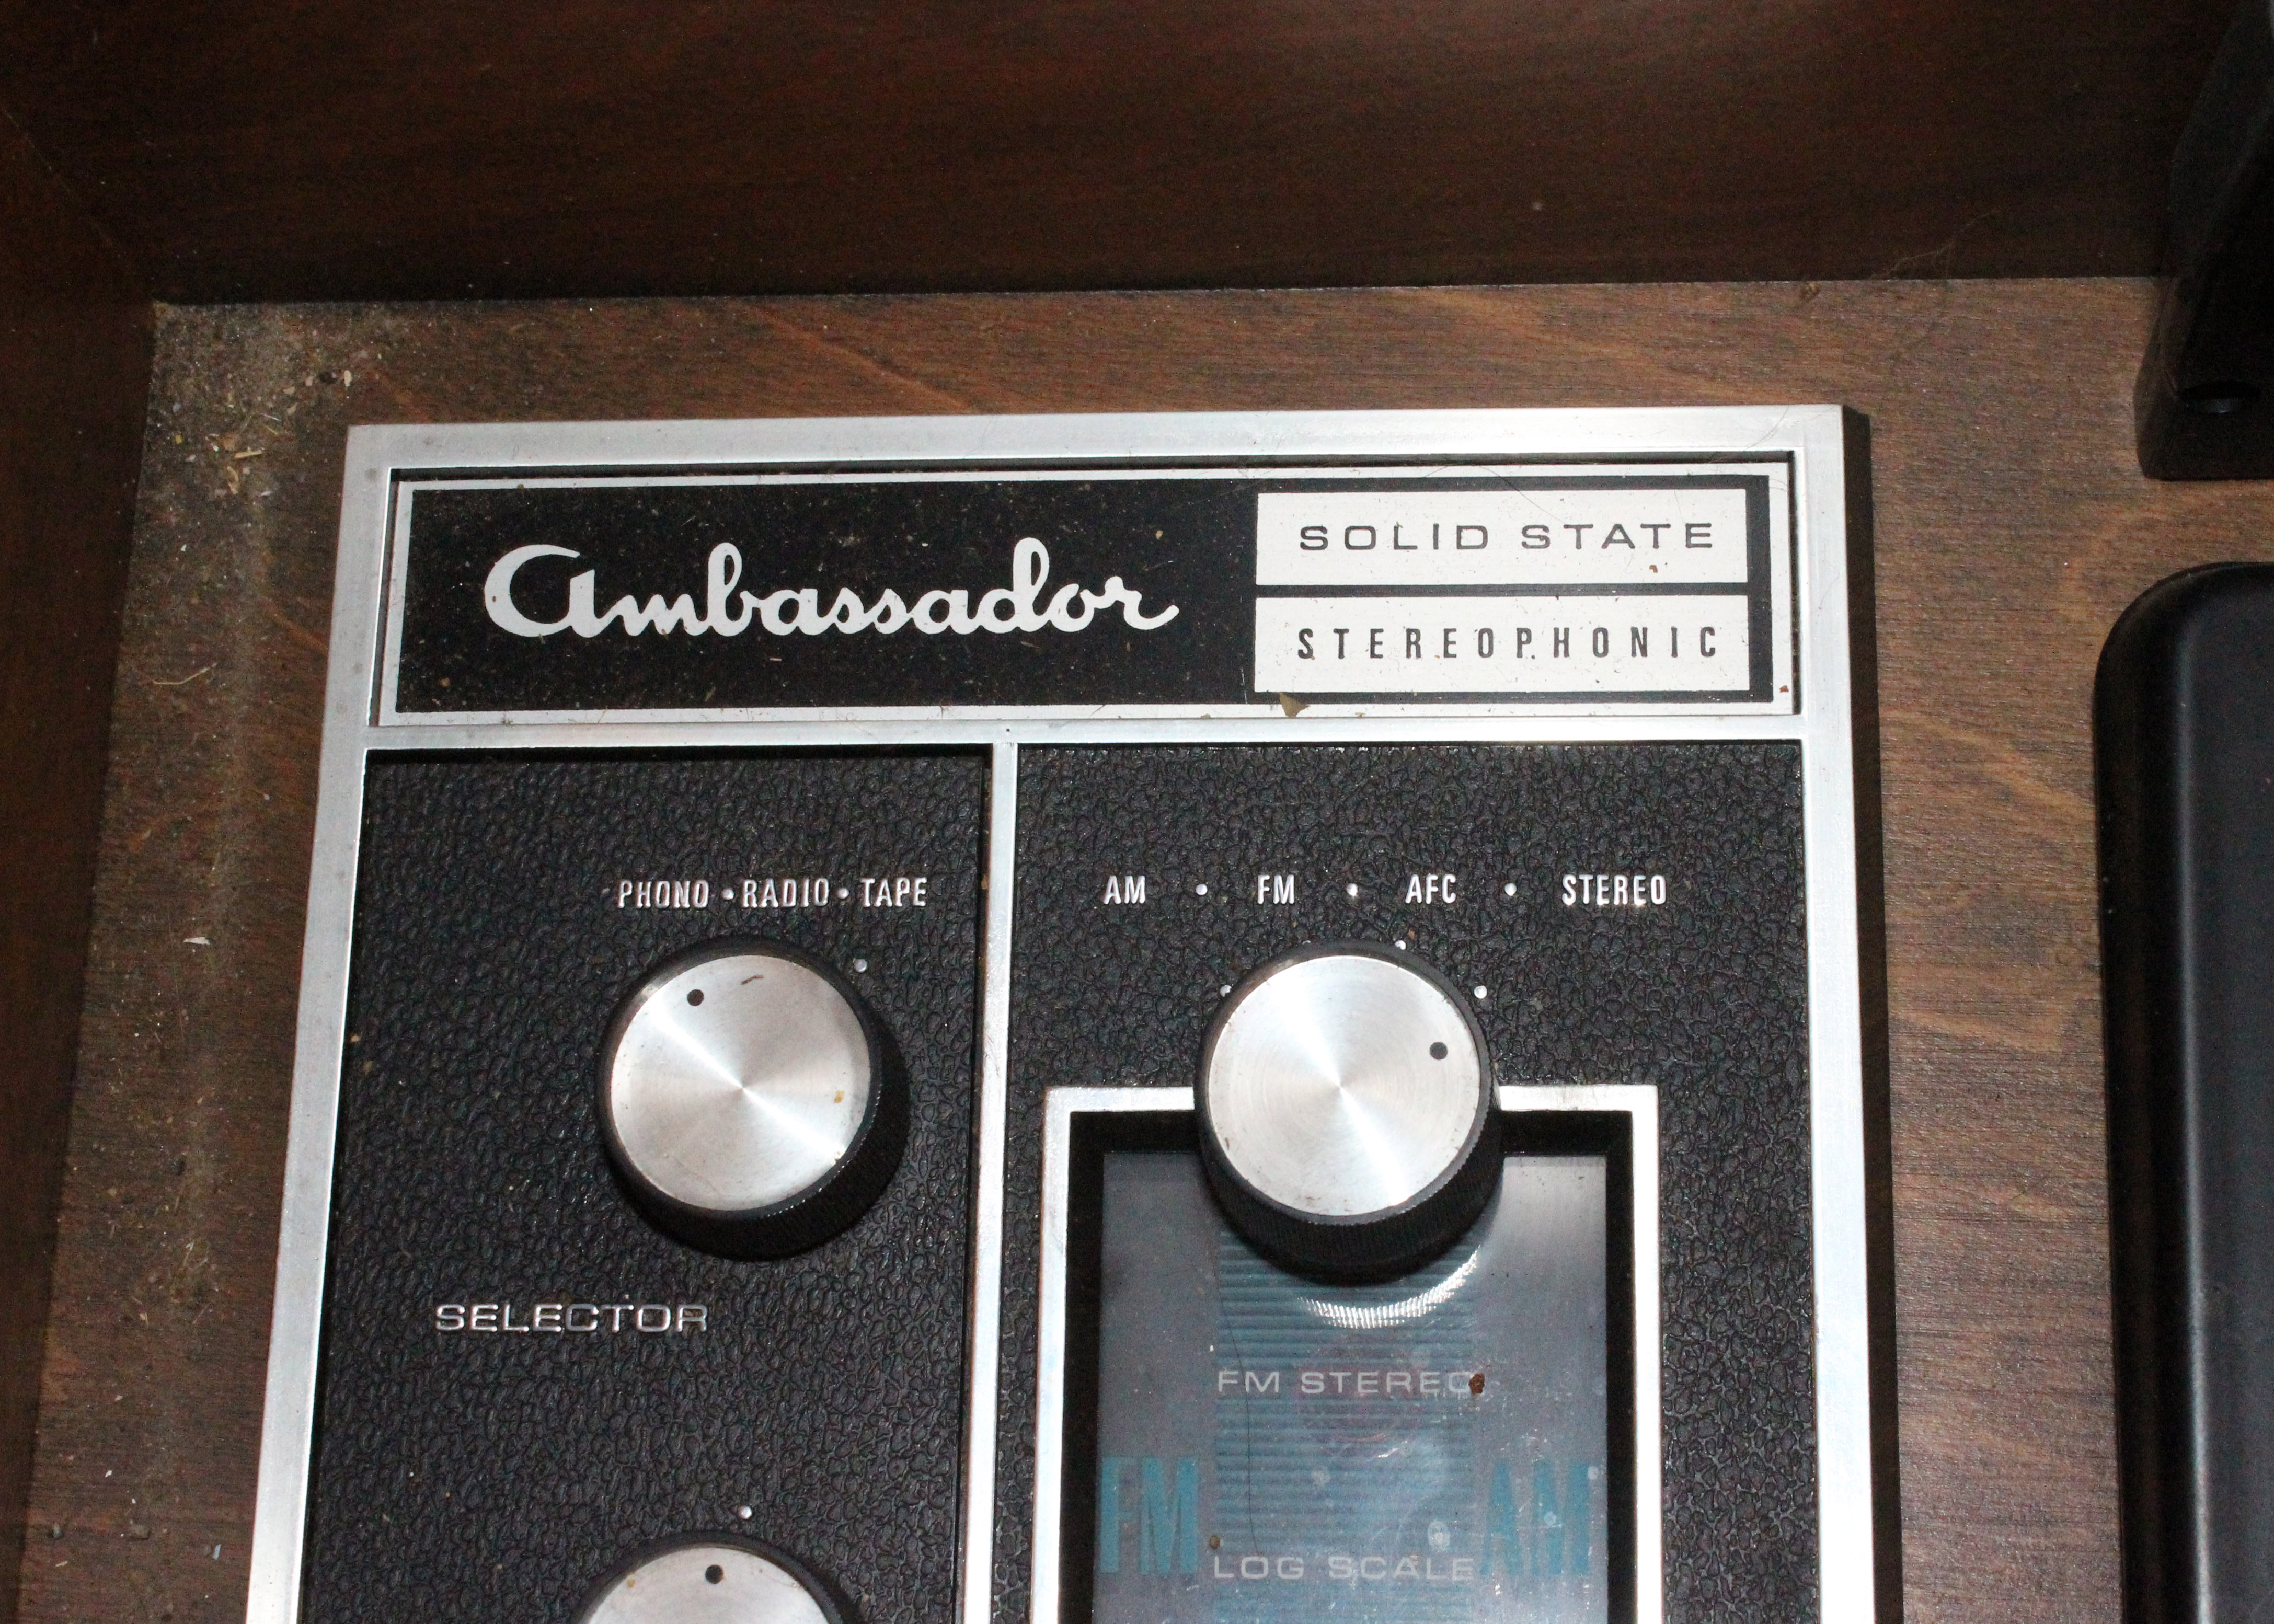 Ambassador
SOLID STATE
STEREOPHONIC
PHONO • RADIO • TAPE
AM • FM • AFC • STEREO
SELECTOR
FM STEREO
FM AM
LOG SCALE